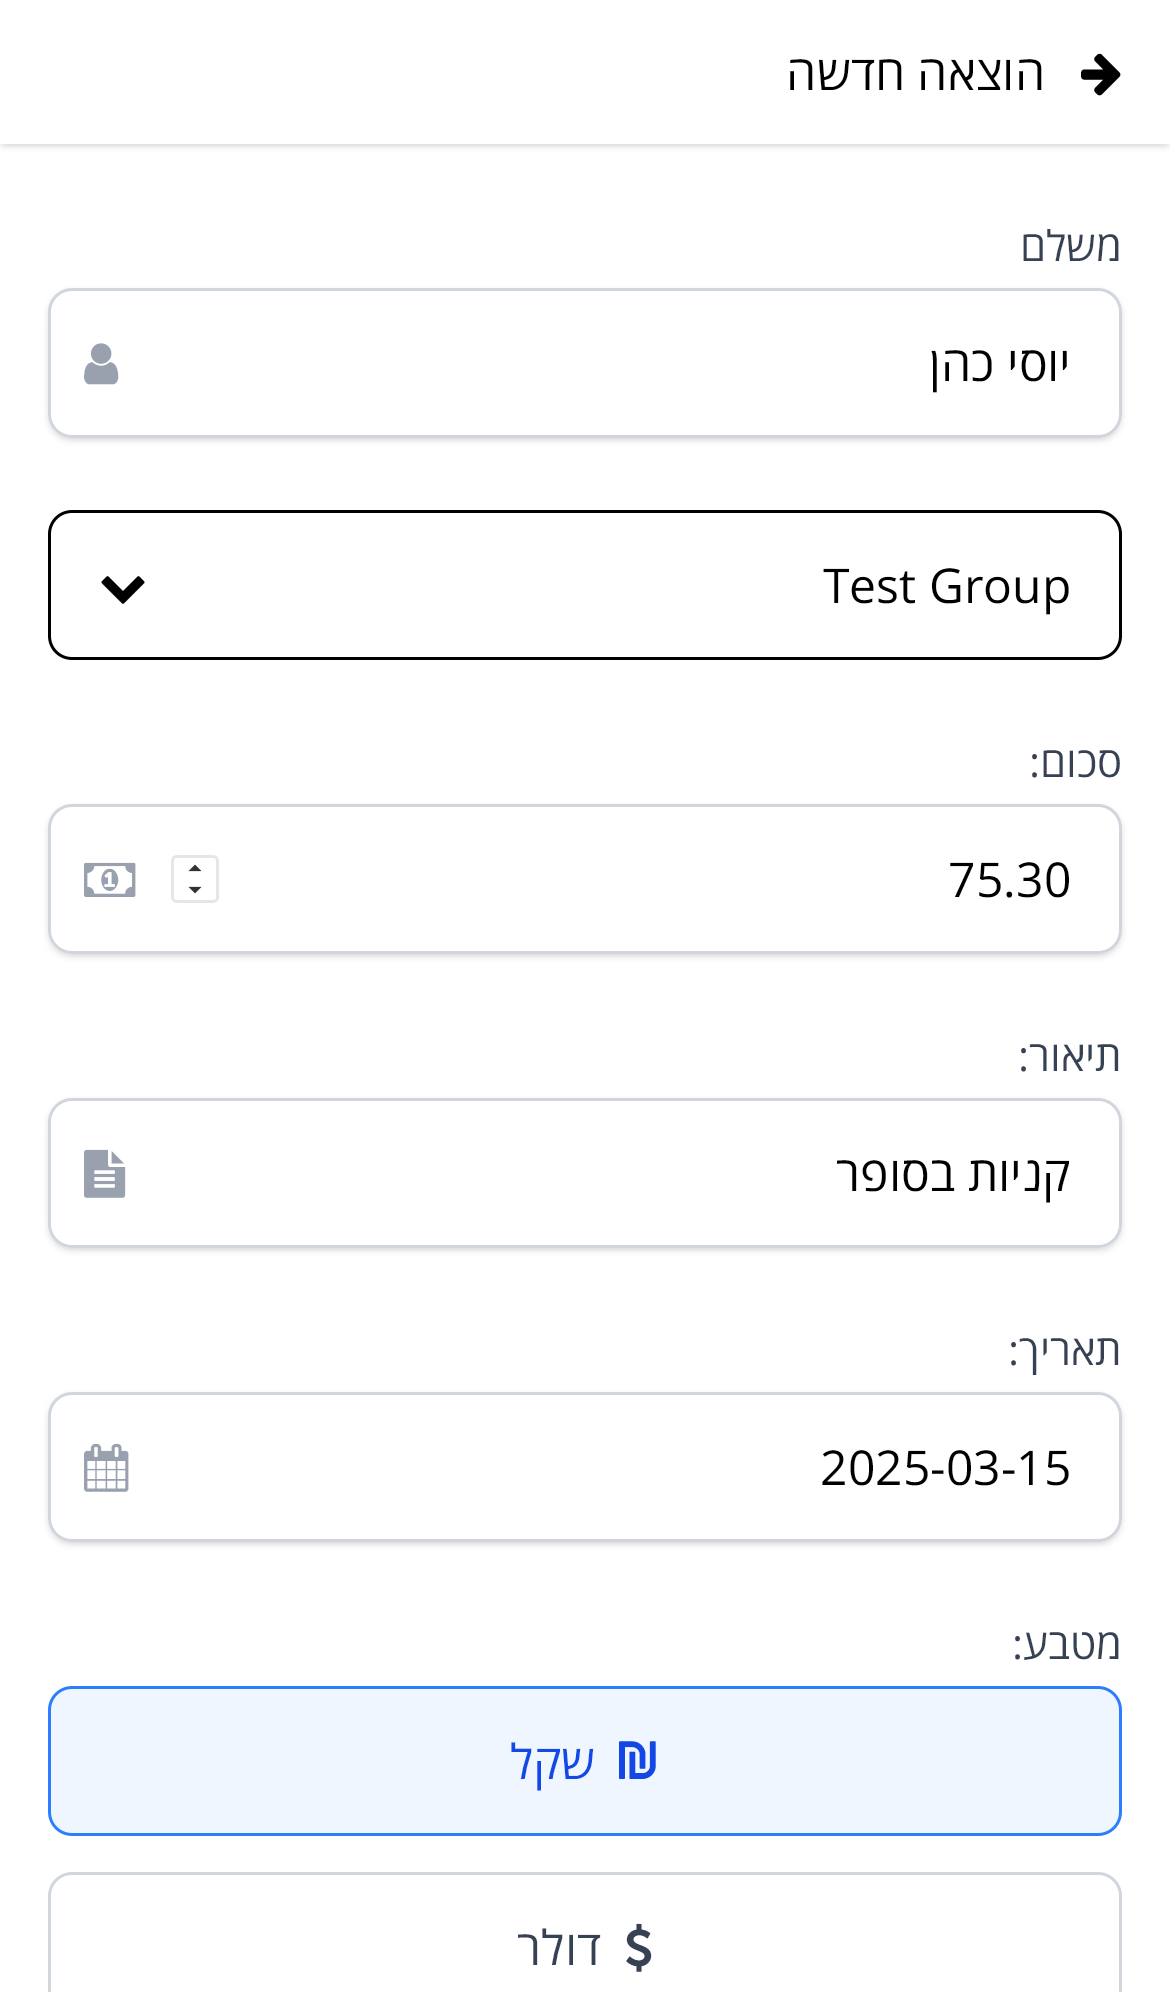 הוצאה חדשה
משלם
יוסי כהן
Test Group
סכום:
75.30
תיאור:
קניות בסופר
תאריך:
2025-03-15
מטבע:
₪ שקל
$ דולר